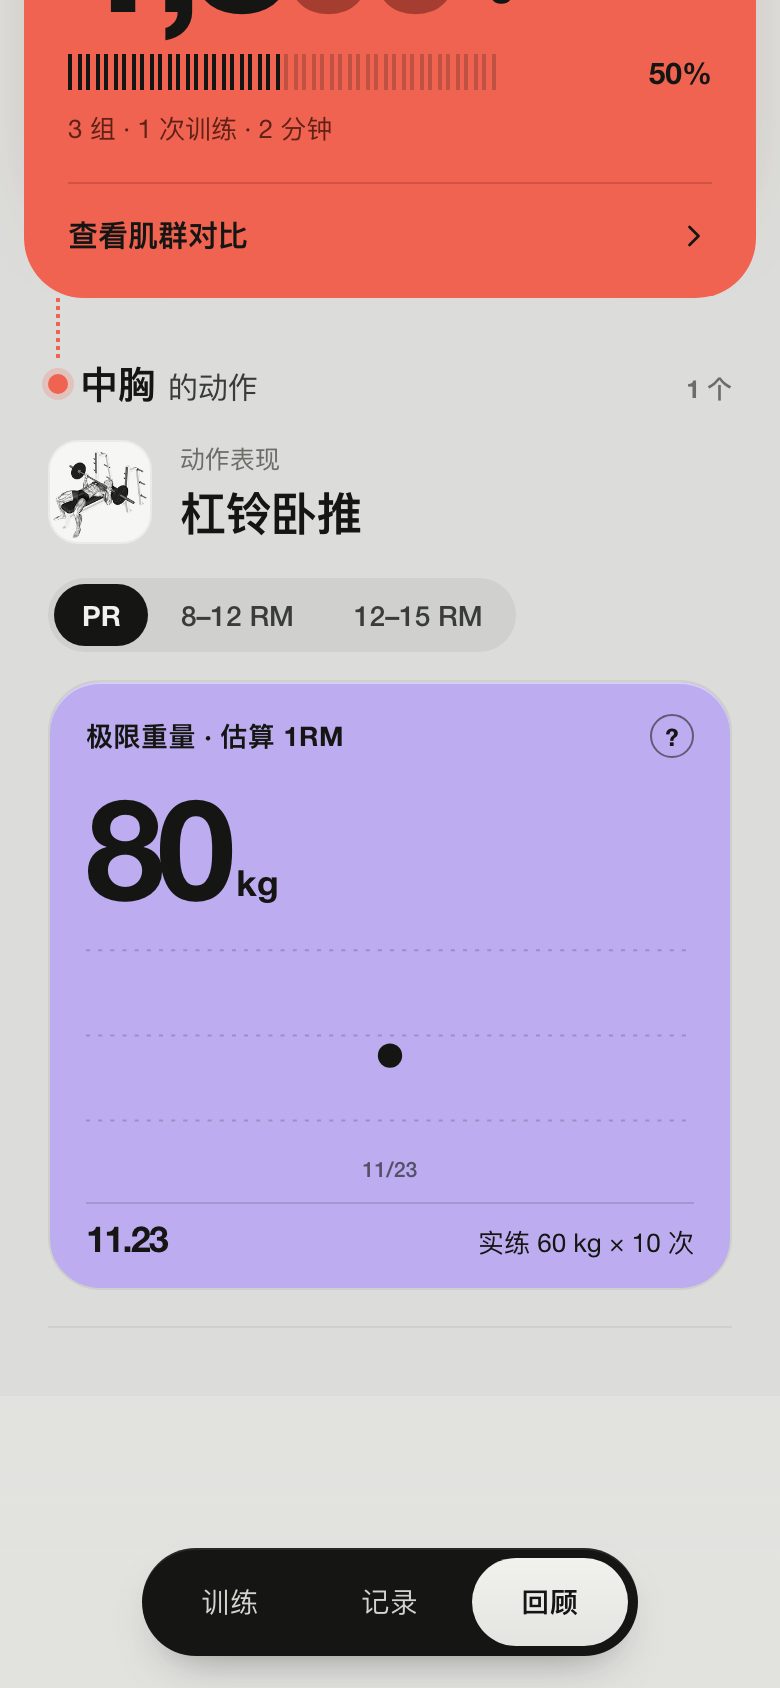 50%
3 组 · 1 次训练 · 2 分钟
查看肌群对比
中胸 的动作
1 个
动作表现
杠铃卧推
PR
8–12 RM
12–15 RM
极限重量 · 估算 1RM
?
80 kg
11/23
11.23
实练 60 kg × 10 次
训练
记录
回顾